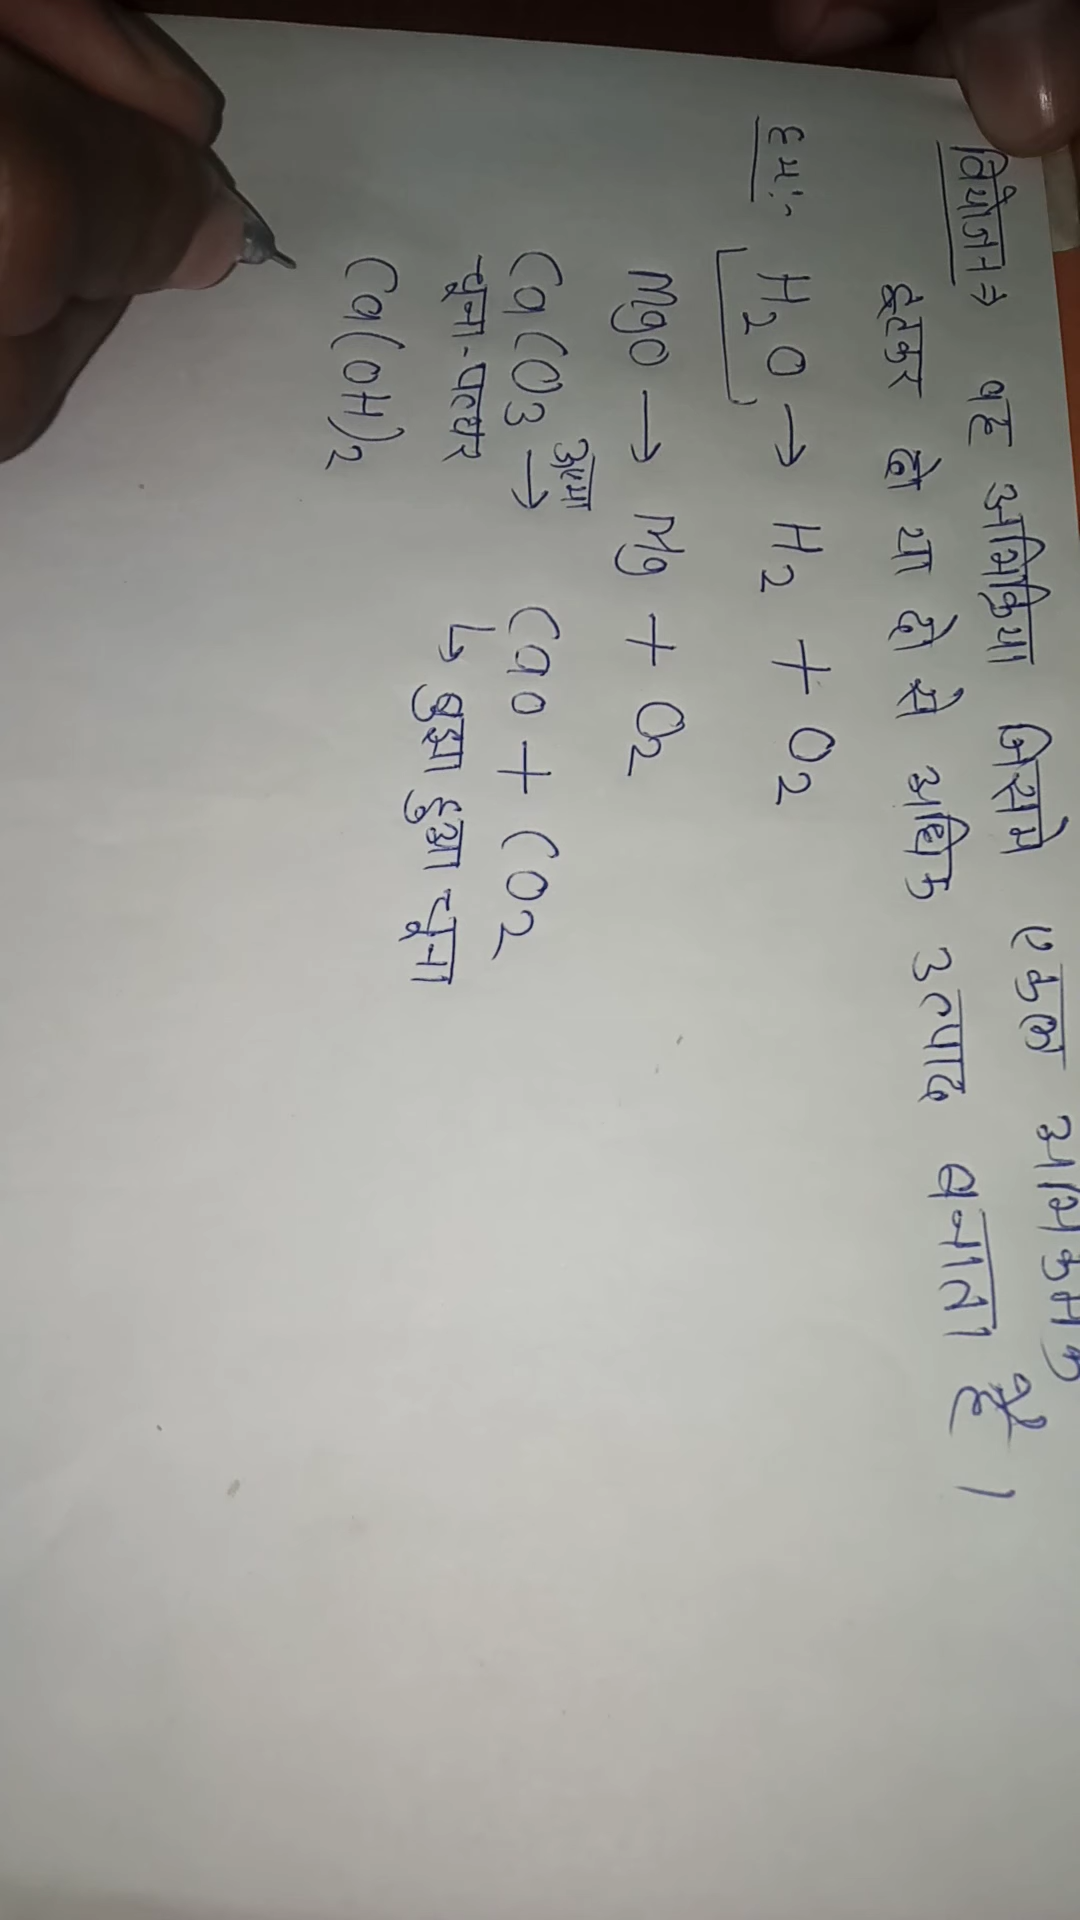 वियोजन⇒ वह अभिक्रिया जिसमे एकल अभिकमक
टूटकर दो या दो से अधिक उत्पाद बनाता है।
EX:- H2O → H2 + O2
MgO → Mg + O2
CaCO3 ऊष्मा→ CaO + CO2
चूना-पत्थर ↳ बुझा हुआ चूना
Ca(OH)2